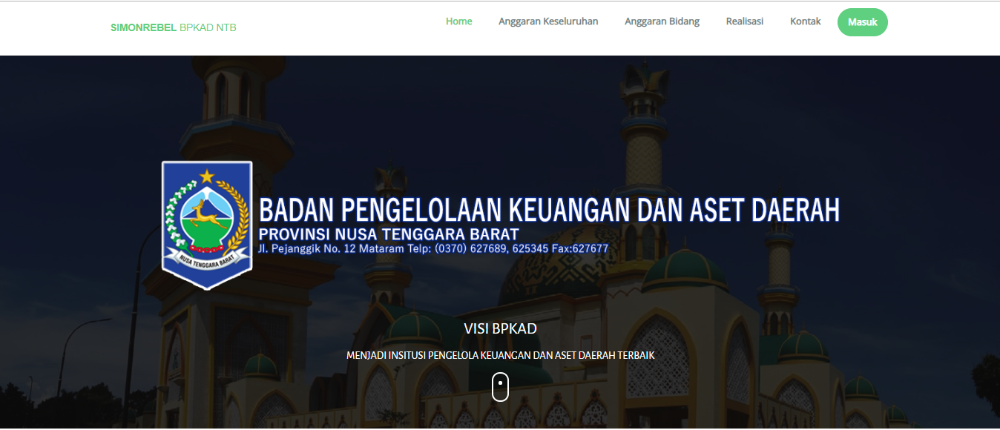 SIMONREBEL BPKAD NTB
Home Anggaran Keseluruhan Anggaran Bidang Realisasi Kontak Masuk
BADAN PENGELOLAAN KEUANGAN DAN ASET DAERAH
PROVINSI NUSA TENGGARA BARAT
Jl. Pejanggik No. 12 Mataram Telp: (0370) 627689, 625345 Fax:627677
NUSA TENGGARA BARAT
VISI BPKAD
MENJADI INSITUSI PENGELOLA KEUANGAN DAN ASET DAERAH TERBAIK